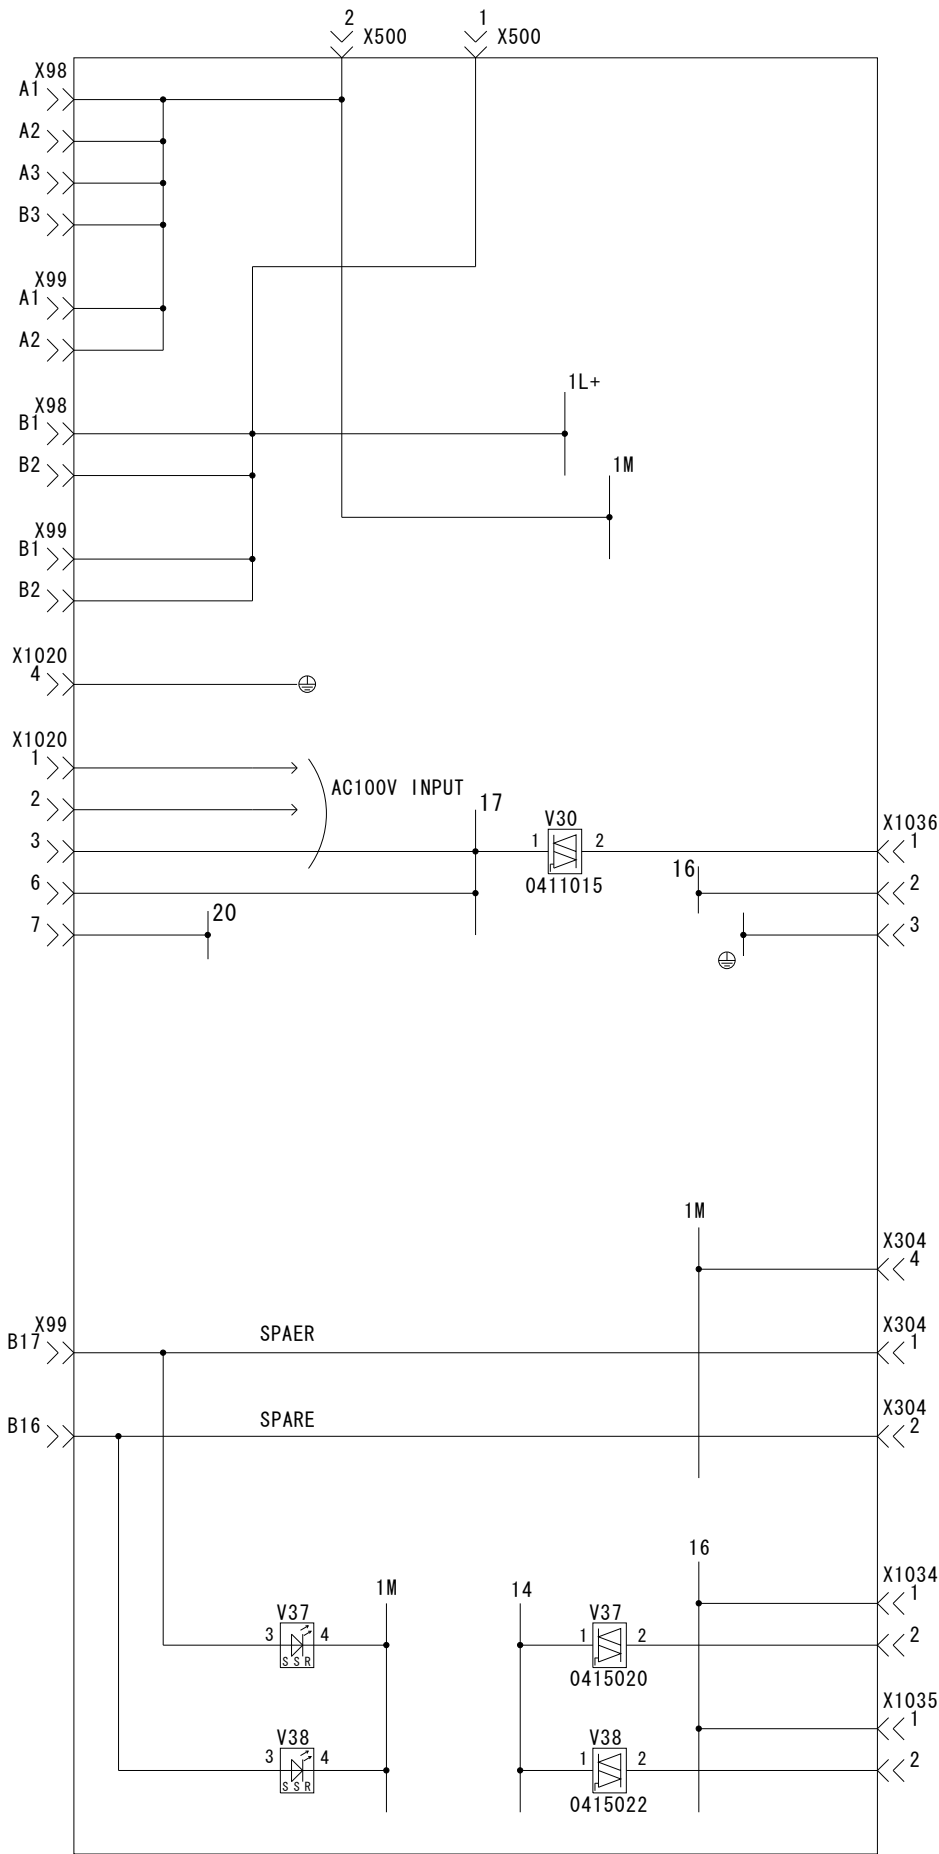 2
X500
1
X500
X98
A1
A2
A3
B3
X99
A1
A2
1L+
X98
B1
B2
1M
X99
B1
B2
X1020
4
X1020
1
AC100V INPUT
2
17
3
V30
1 2
0411015
X1036
1
6
16
2
7
20
3
1M
X304
4
X99
B17
SPAER
X304
1
B16
SPARE
X304
2
16
X1034
1
1M
14
V37
3 4
SSR
V37
1 2
0415020
2
X1035
1
V38
3 4
SSR
V38
1 2
0415022
2